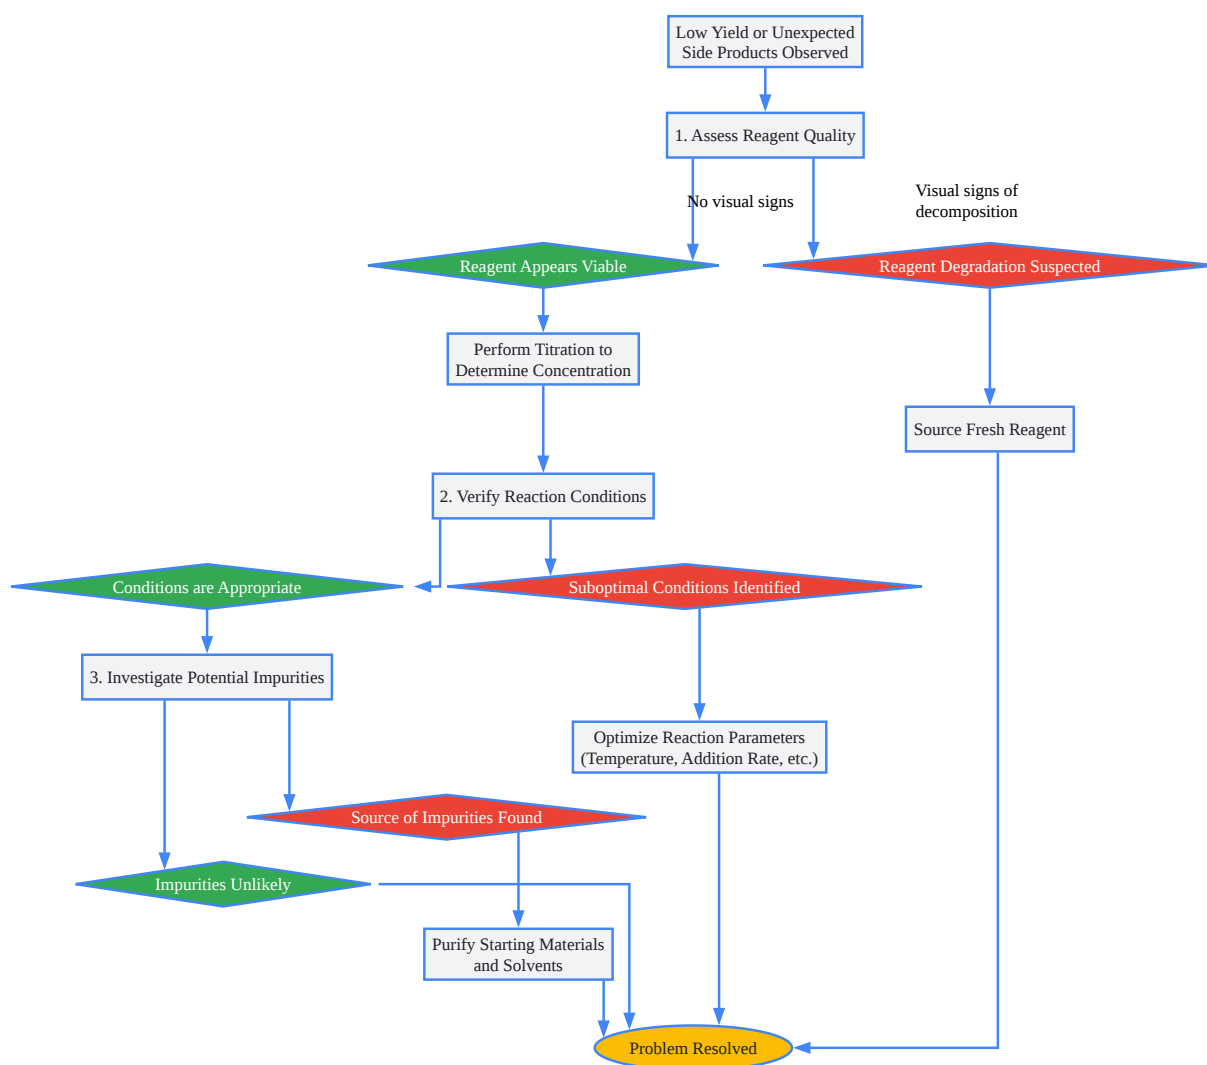 Low Yield or Unexpected
Side Products Observed
1. Assess Reagent Quality
No visual signs
Visual signs of
decomposition
Reagent Appears Viable
Reagent Degradation Suspected
Perform Titration to
Determine Concentration
Source Fresh Reagent
2. Verify Reaction Conditions
Conditions are Appropriate
Suboptimal Conditions Identified
3. Investigate Potential Impurities
Optimize Reaction Parameters
(Temperature, Addition Rate, etc.)
Source of Impurities Found
Impurities Unlikely
Purify Starting Materials
and Solvents
Problem Resolved